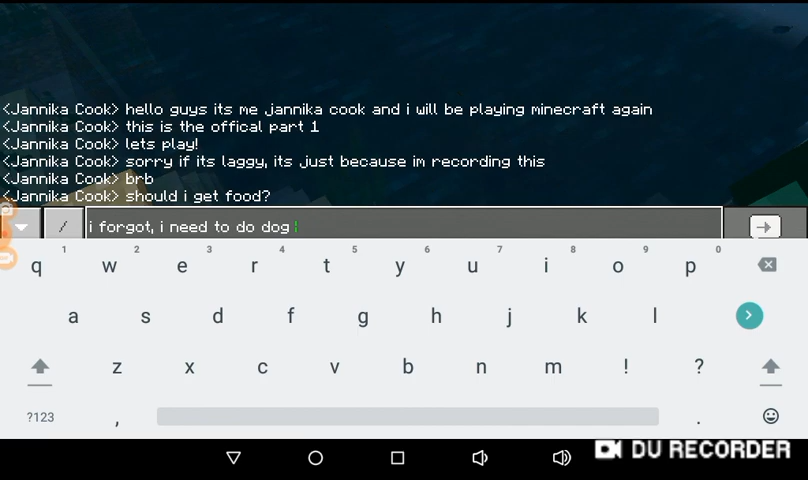 <Jannika Cook> hello guys its me jannika cook and i will be playing minecraft again
<Jannika Cook> this is the offical part 1
<Jannika Cook> lets play!
<Jannika Cook> sorry if its laggy, its just because im recording this
<Jannika Cook> brb
<Jannika Cook> should i get food?
/ i forgot, i need to do dog
1 2 3 4 5 6 7 8 9 0
q w e r t y u i o p
a s d f g h j k l
z x c v b n m ! ?
?123 , .
DU RECORDER